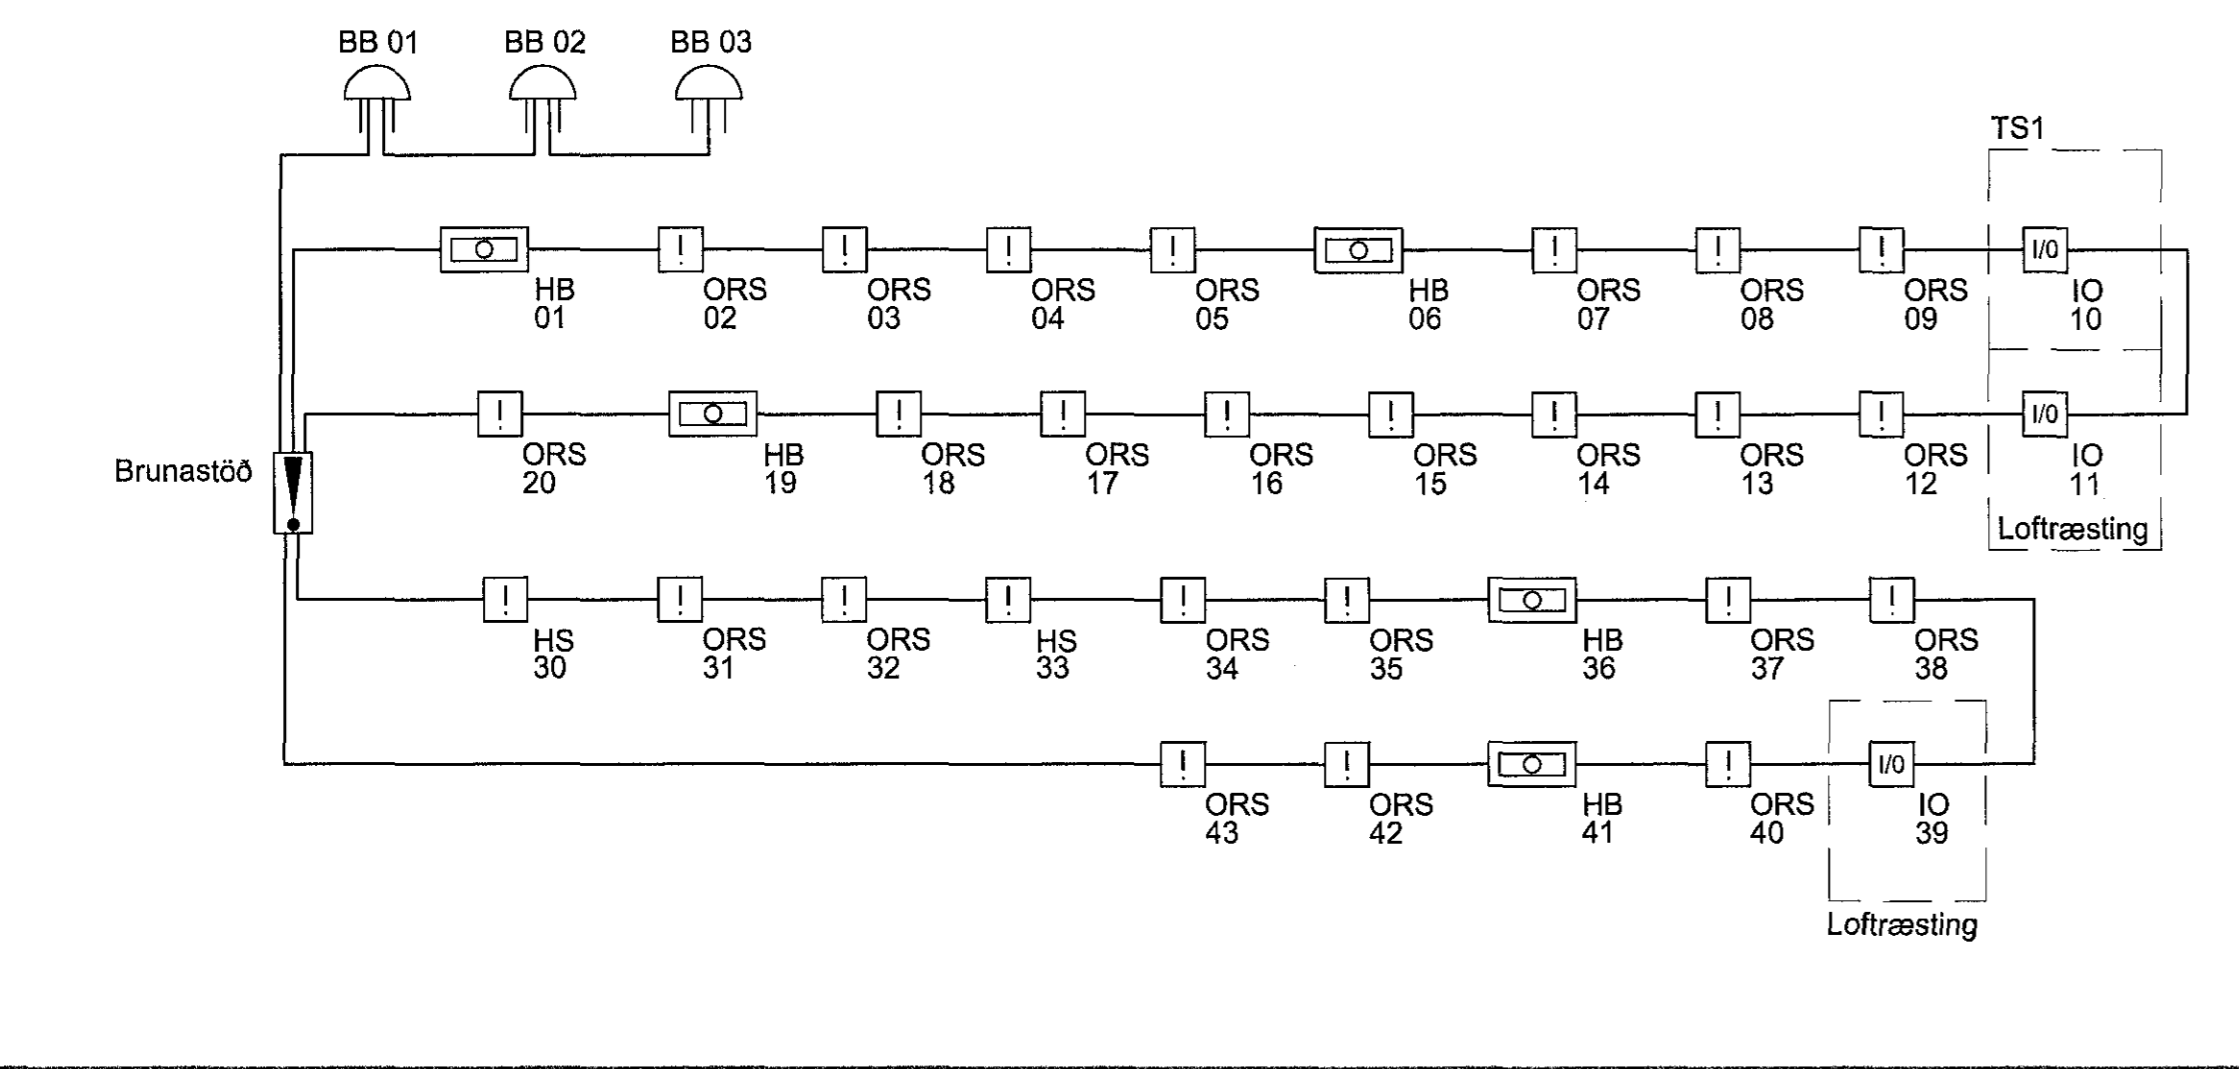 BB 01 BB 02 BB 03
TS1
! ! ! ! ! ! ! I/0
HB ORS ORS ORS ORS HB ORS ORS ORS IO
01 02 03 04 05 06 07 08 09 10
! ! ! ! ! ! ! ! I/0
Brunastöð
ORS HB ORS ORS ORS ORS ORS ORS ORS IO
20 19 18 17 16 15 14 13 12 11
Loftræsting
! ! ! ! ! ! ! !
HS ORS ORS HS ORS ORS HB ORS ORS
30 31 32 33 34 35 36 37 38
! ! ! I/0
ORS ORS HB ORS IO
43 42 41 40 39
Loftræsting